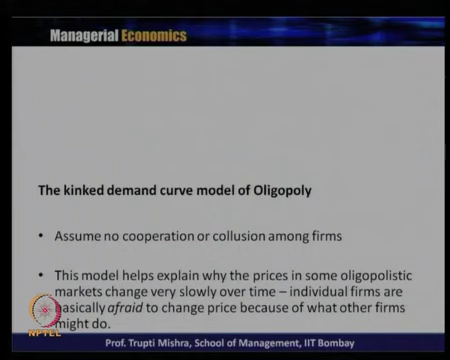 Managerial Economics
The kinked demand curve model of Oligopoly
• Assume no cooperation or collusion among firms
• This model helps explain why the prices in some oligopolistic
markets change very slowly over time – individual firms are
basically afraid to change price because of what other firms
might do.
NPTEL
Prof. Trupti Mishra, School of Management, IIT Bombay